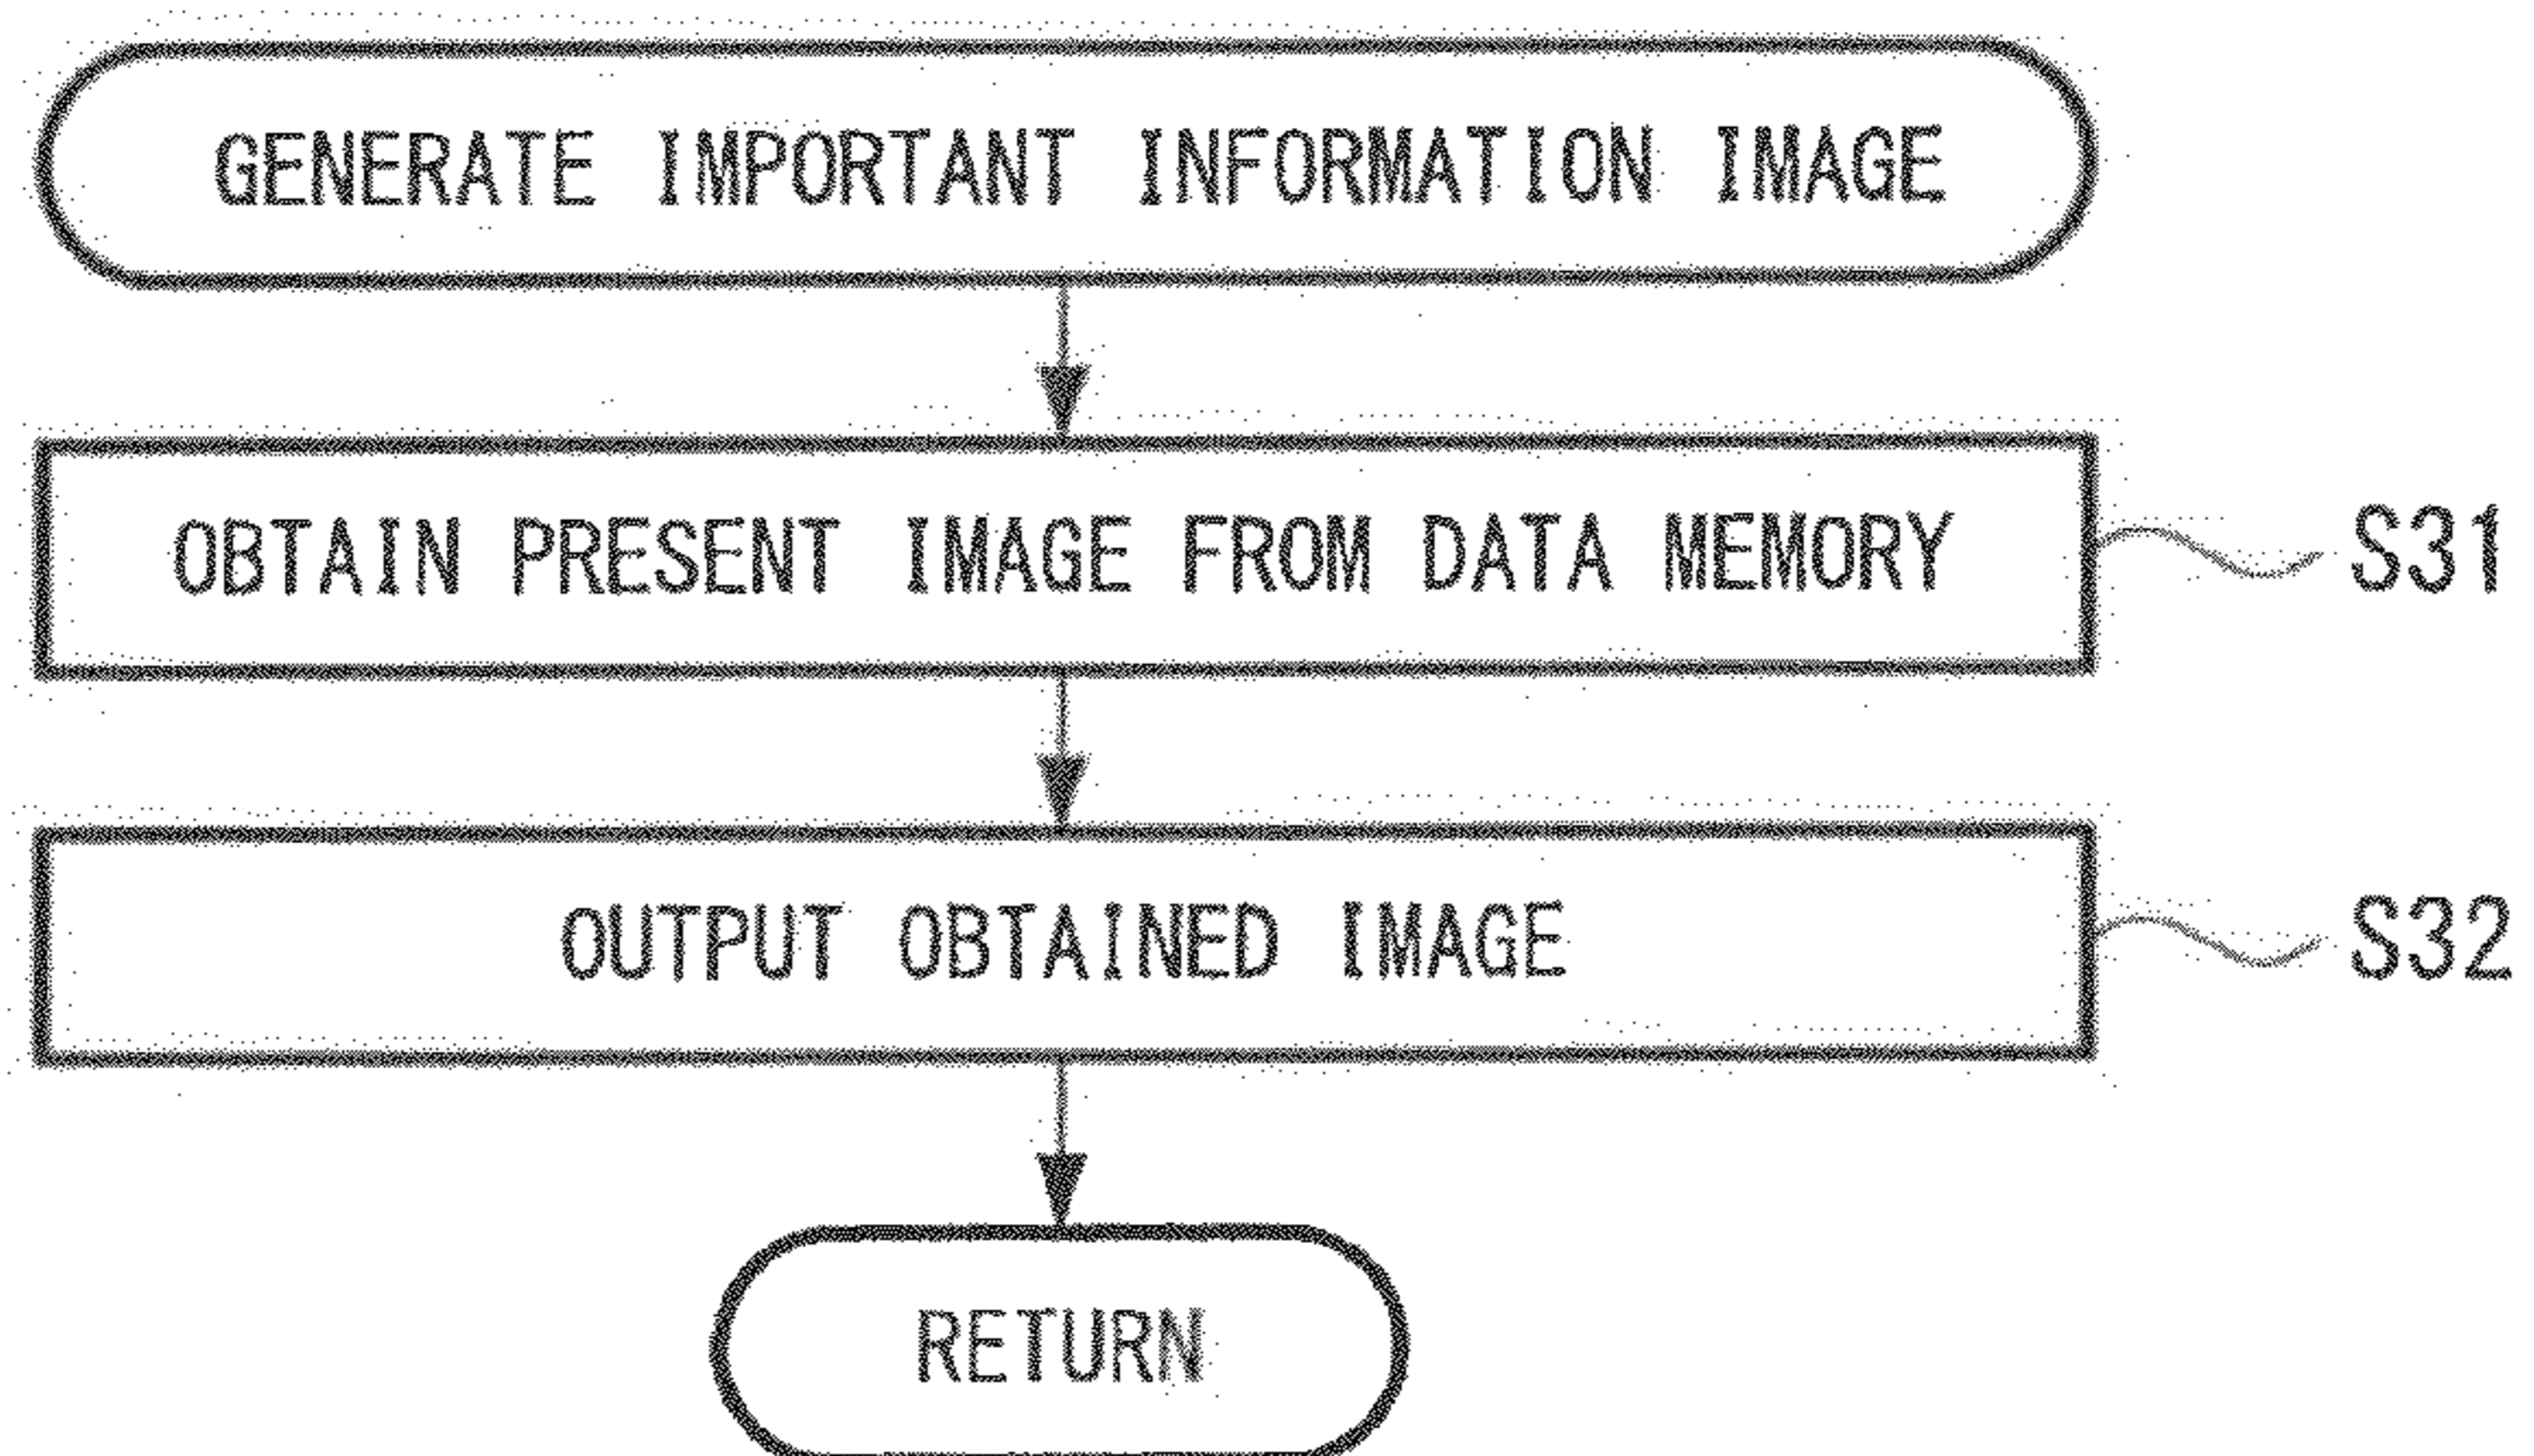 GENERATE IMPORTANT INFORMATION IMAGE
OBTAIN PRESENT IMAGE FROM DATA MEMORY
S31
OUTPUT OBTAINED IMAGE
S32
RETURN